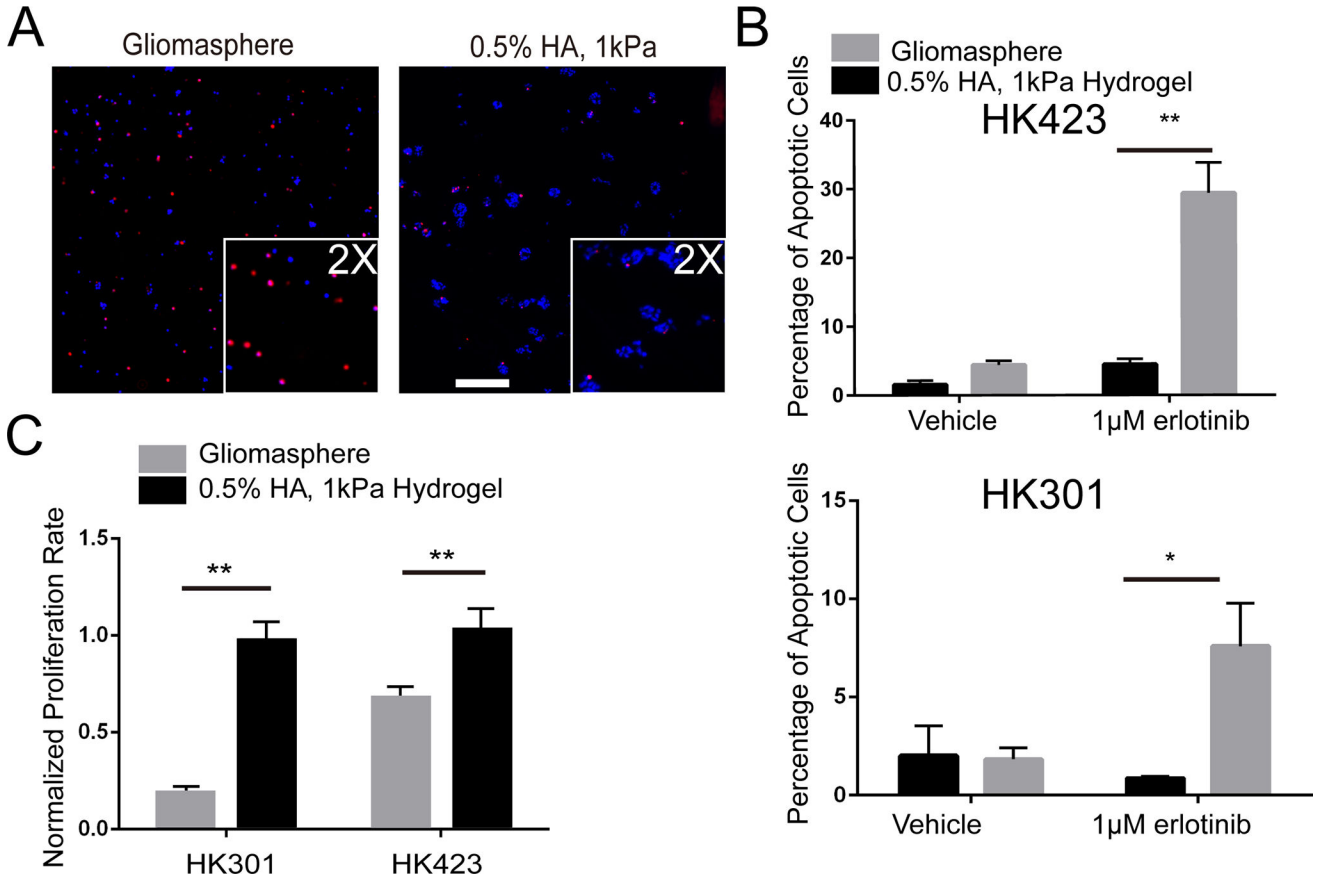 A
Gliomasphere
0.5% HA, 1kPa
2X
2X
B
Gliomasphere
0.5% HA, 1kPa Hydrogel
HK423
**
Percentage of Apoptotic Cells
40
30
20
10
0
Vehicle
1μM erlotinib
HK301
*
Percentage of Apoptotic Cells
15
10
5
0
Vehicle
1μM erlotinib
C
Gliomasphere
0.5% HA, 1kPa Hydrogel
Normalized Proliferation Rate
1.5
1.0
0.5
0.0
**
**
HK301
HK423